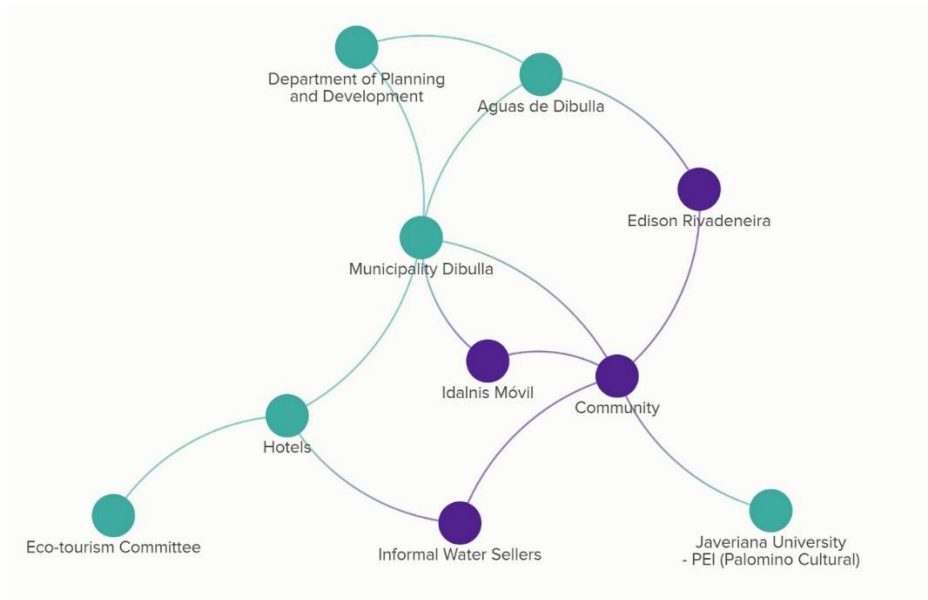 Department of Planning
and Development
Aguas de Dibulla
Edison Rivadeneira
Municipality Dibulla
Idalnis Móvil
Community
Hotels
Eco-tourism Committee
Informal Water Sellers
Javeriana University
- PEI (Palomino Cultural)